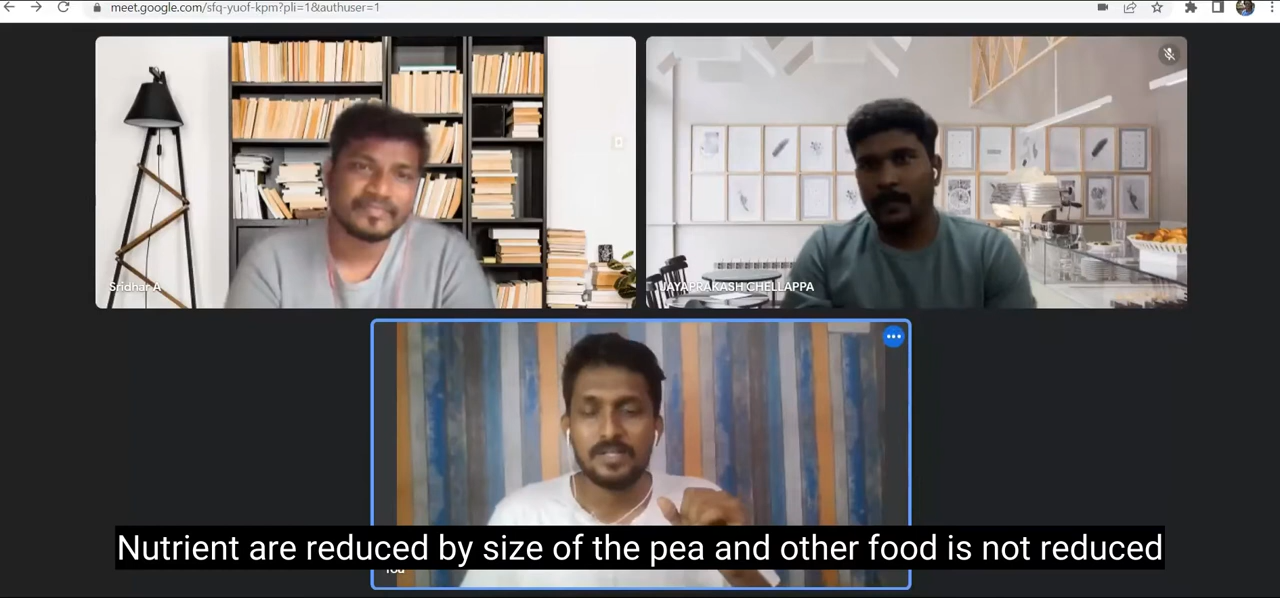 meet.google.com/sfq-yuof-kpm?pli=1&authuser=1
Sridhar A
JAYAPRAKASH CHELLAPPA
Nutrient are reduced by size of the pea and other food is not reduced
You